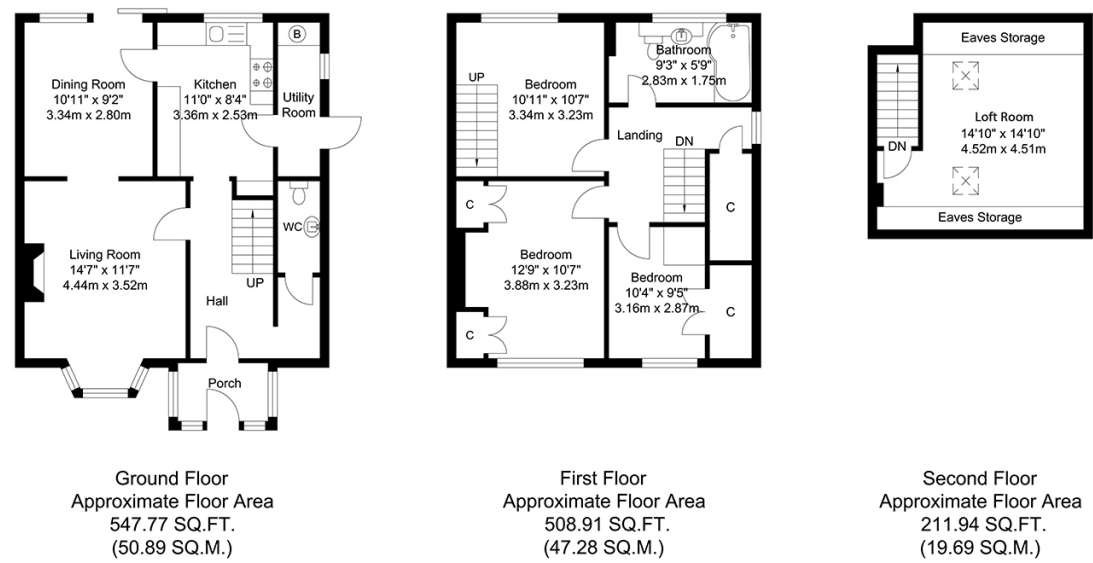 B
Dining Room
10'11" x 9'2"
3.34m x 2.80m
Kitchen
11'0" x 8'4"
3.36m x 2.53m
Utility
Room
Living Room
14'7" x 11'7"
4.44m x 3.52m
WC
UP
Hall
Porch
Ground Floor
Approximate Floor Area
547.77 SQ.FT.
(50.89 SQ.M.)
Bathroom
9'3" x 5'9"
2.83m x 1.75m
UP
Bedroom
10'11" x 10'7"
3.34m x 3.23m
Landing
DN
C
C
Bedroom
12'9" x 10'7"
3.88m x 3.23m
Bedroom
10'4" x 9'5"
3.16m x 2.87m
C
C
First Floor
Approximate Floor Area
508.91 SQ.FT.
(47.28 SQ.M.)
Eaves Storage
Loft Room
14'10" x 14'10"
4.52m x 4.51m
DN
Eaves Storage
Second Floor
Approximate Floor Area
211.94 SQ.FT.
(19.69 SQ.M.)